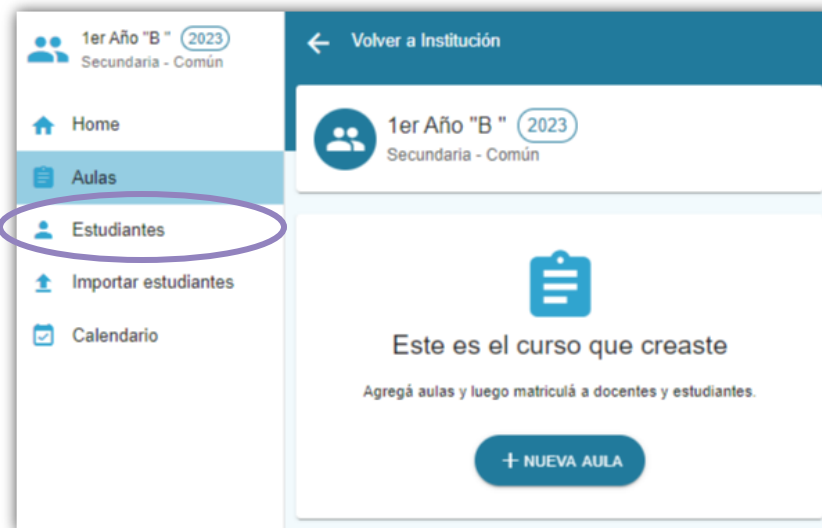 1er Año "B " 2023
Secundaria - Común
Home
Aulas
Estudiantes
Importar estudiantes
Calendario
Volver a Institución
1er Año "B " 2023
Secundaria - Común
Este es el curso que creaste
Agregá aulas y luego matriculá a docentes y estudiantes.
+ NUEVA AULA